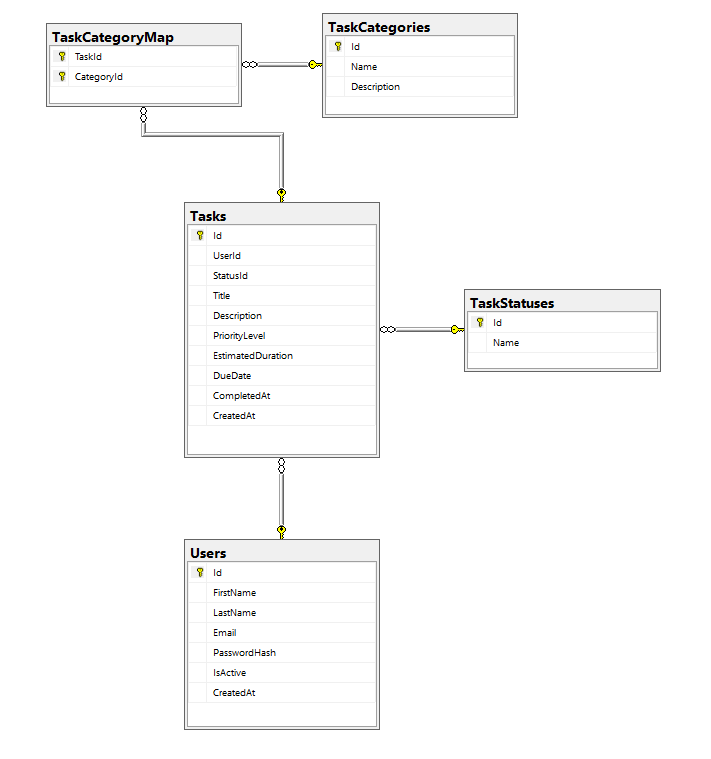 TaskCategoryMap
TaskId
CategoryId
TaskCategories
Id
Name
Description
Tasks
Id
UserId
StatusId
Title
Description
PriorityLevel
EstimatedDuration
DueDate
CompletedAt
CreatedAt
TaskStatuses
Id
Name
Users
Id
FirstName
LastName
Email
PasswordHash
IsActive
CreatedAt